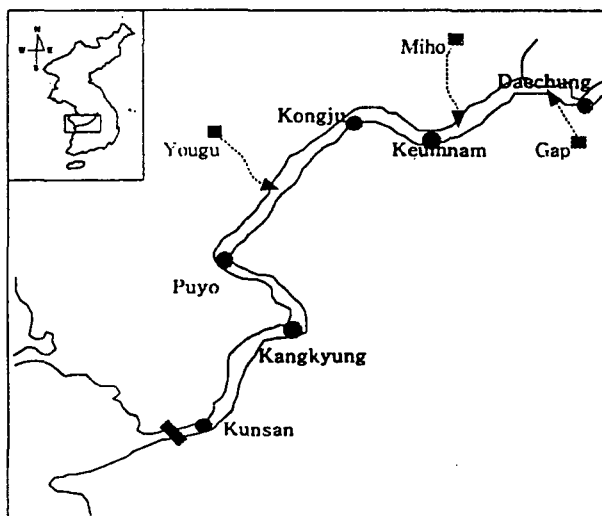 N
W E
S
Miho
Daechung
Kongju
Yougu
Keumnam
Gap
Puyo
Kangkyung
Kunsan